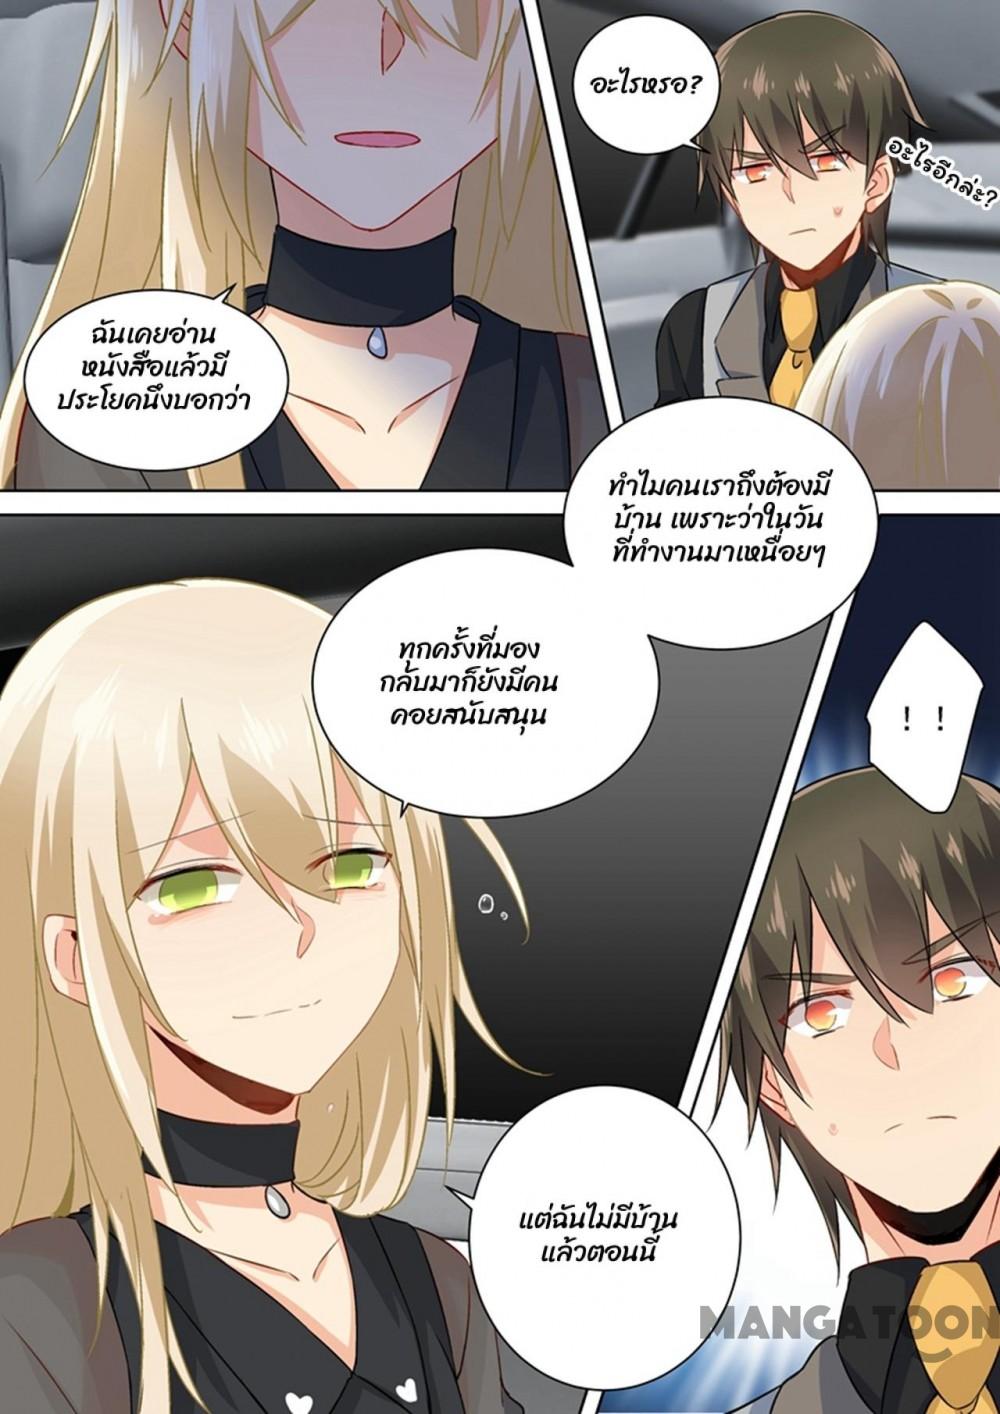 อะไรหรอ?
อะไรอีกล่ะ?
ฉันเคยอ่าน
หนังสือแล้วมี
ประโยคนึงบอกว่า
ทำไมคนเราถึงต้องมี
บ้าน เพราะว่าในวัน
ที่ทำงานมาเหนื่อยๆ
ทุกครั้งที่มอง
กลับมาก็ยังมีคน
คอยสนับสนุน
! !
แต่ฉันไม่มีบ้าน
แล้วตอนนี้
MANGATOON